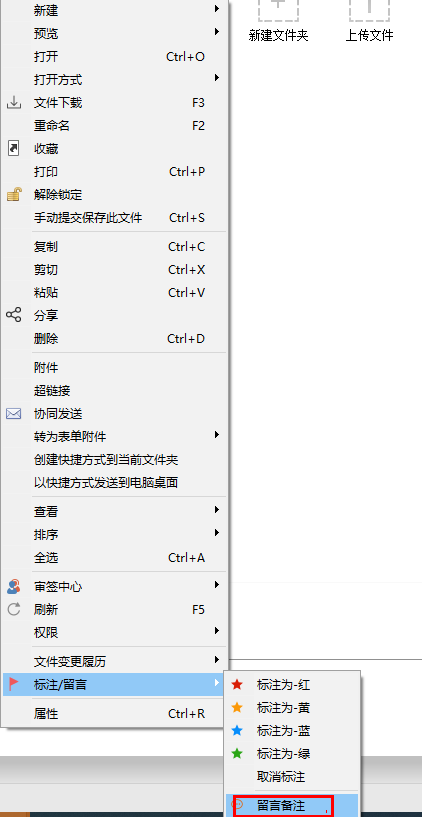 新建
预览
打开 Ctrl+O
打开方式
文件下载 F3
重命名 F2
收藏
打印 Ctrl+P
解除锁定
手动提交保存此文件 Ctrl+S
复制 Ctrl+C
剪切 Ctrl+X
粘贴 Ctrl+V
分享
删除 Ctrl+D
附件
超链接
协同发送
转为表单附件
创建快捷方式到当前文件夹
以快捷方式发送到电脑桌面
查看
排序
全选 Ctrl+A
审签中心
刷新 F5
权限
文件变更履历
标注/留言
属性 Ctrl+R
新建文件夹 上传文件
标注为-红
标注为-黄
标注为-蓝
标注为-绿
取消标注
留言备注